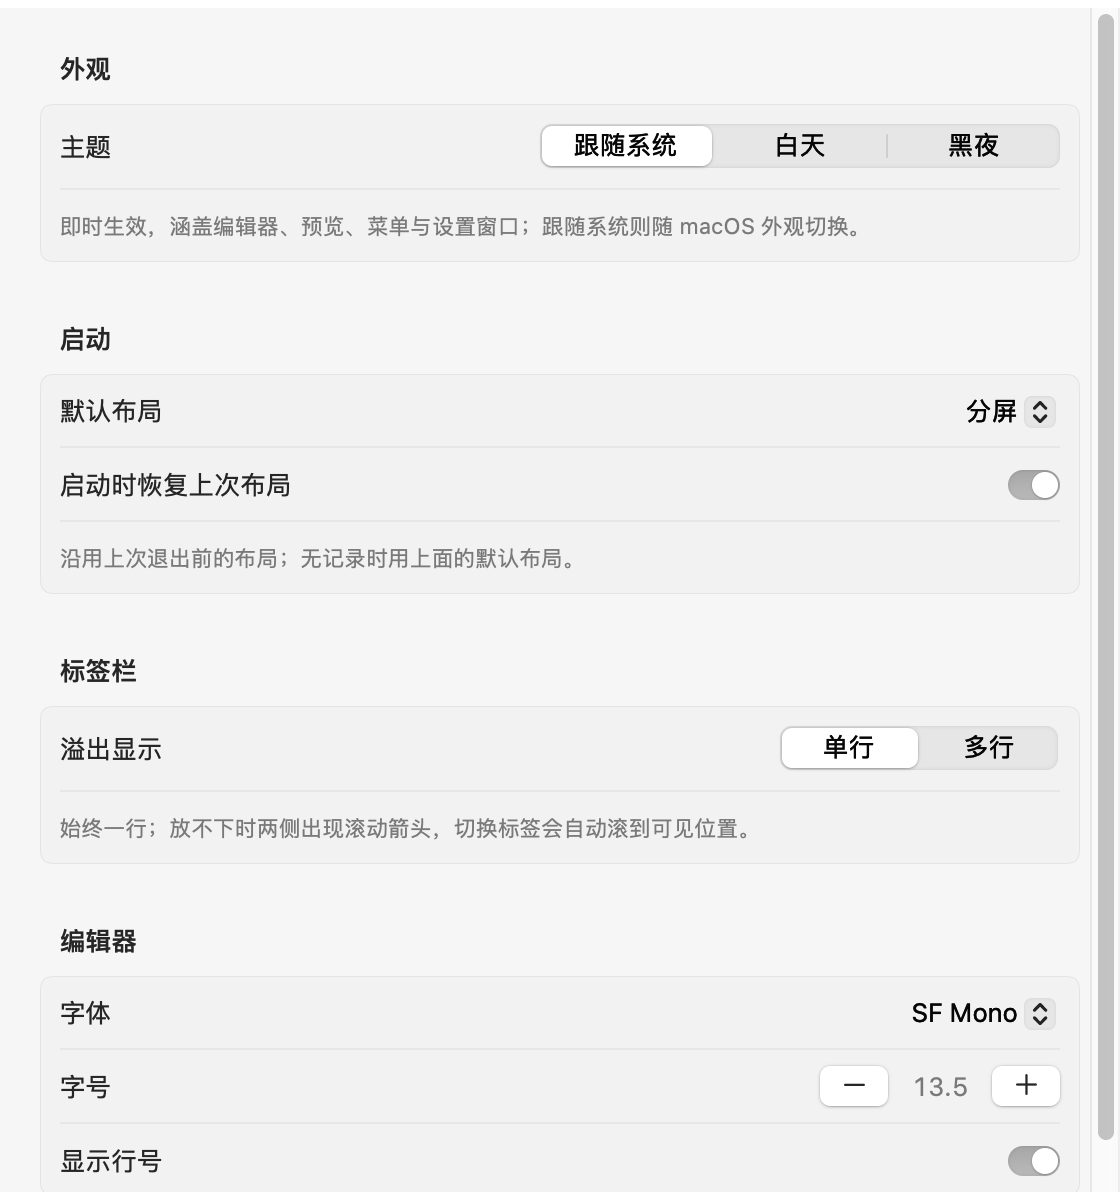 外观
主题 跟随系统 白天 黑夜
即时生效，涵盖编辑器、预览、菜单与设置窗口；跟随系统则随 macOS 外观切换。
启动
默认布局 分屏
启动时恢复上次布局
沿用上次退出前的布局；无记录时用上面的默认布局。
标签栏
溢出显示 单行 多行
始终一行；放不下时两侧出现滚动箭头，切换标签会自动滚到可见位置。
编辑器
字体 SF Mono
字号 — 13.5 +
显示行号